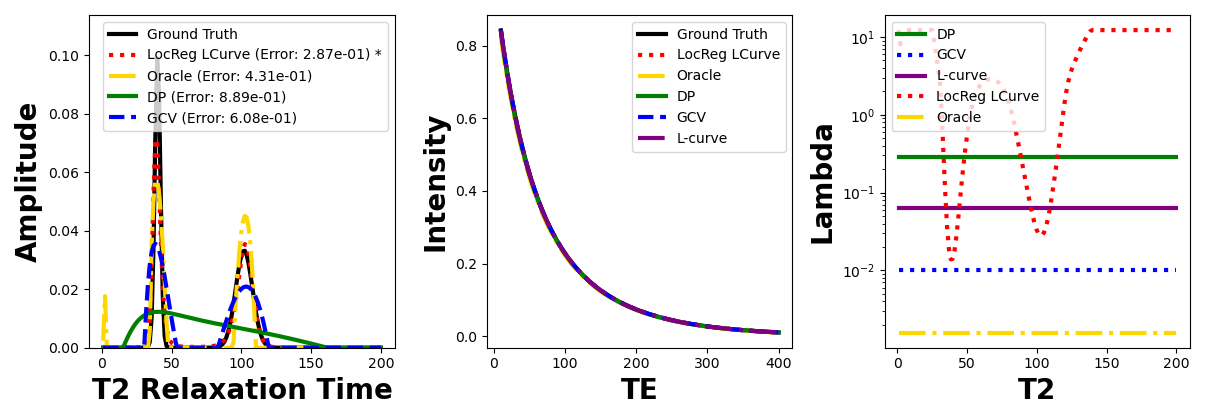 Amplitude
0.10
0.08
0.06
0.04
0.02
0.00
Ground Truth
LocReg LCurve (Error: 2.87e-01) *
Oracle (Error: 4.31e-01)
DP (Error: 8.89e-01)
GCV (Error: 6.08e-01)
0 50 100 150 200
T2 Relaxation Time
Intensity
0.8
0.6
0.4
0.2
0.0
Ground Truth
LocReg LCurve
Oracle
DP
GCV
L-curve
0 100 200 300 400
TE
Lambda
10¹
10⁰
10⁻¹
10⁻²
DP
GCV
L-curve
LocReg LCurve
Oracle
0 50 100 150 200
T2